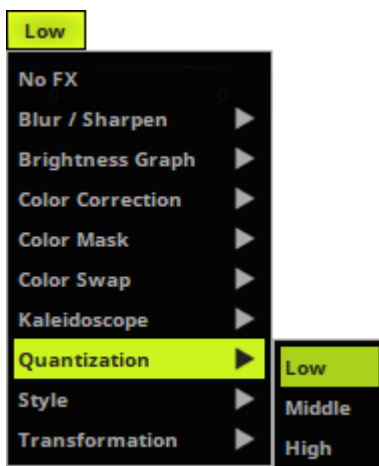 Low
No FX
Blur / Sharpen
Brightness Graph
Color Correction
Color Mask
Color Swap
Kaleidoscope
Quantization
Low
Style
Middle
Transformation
High